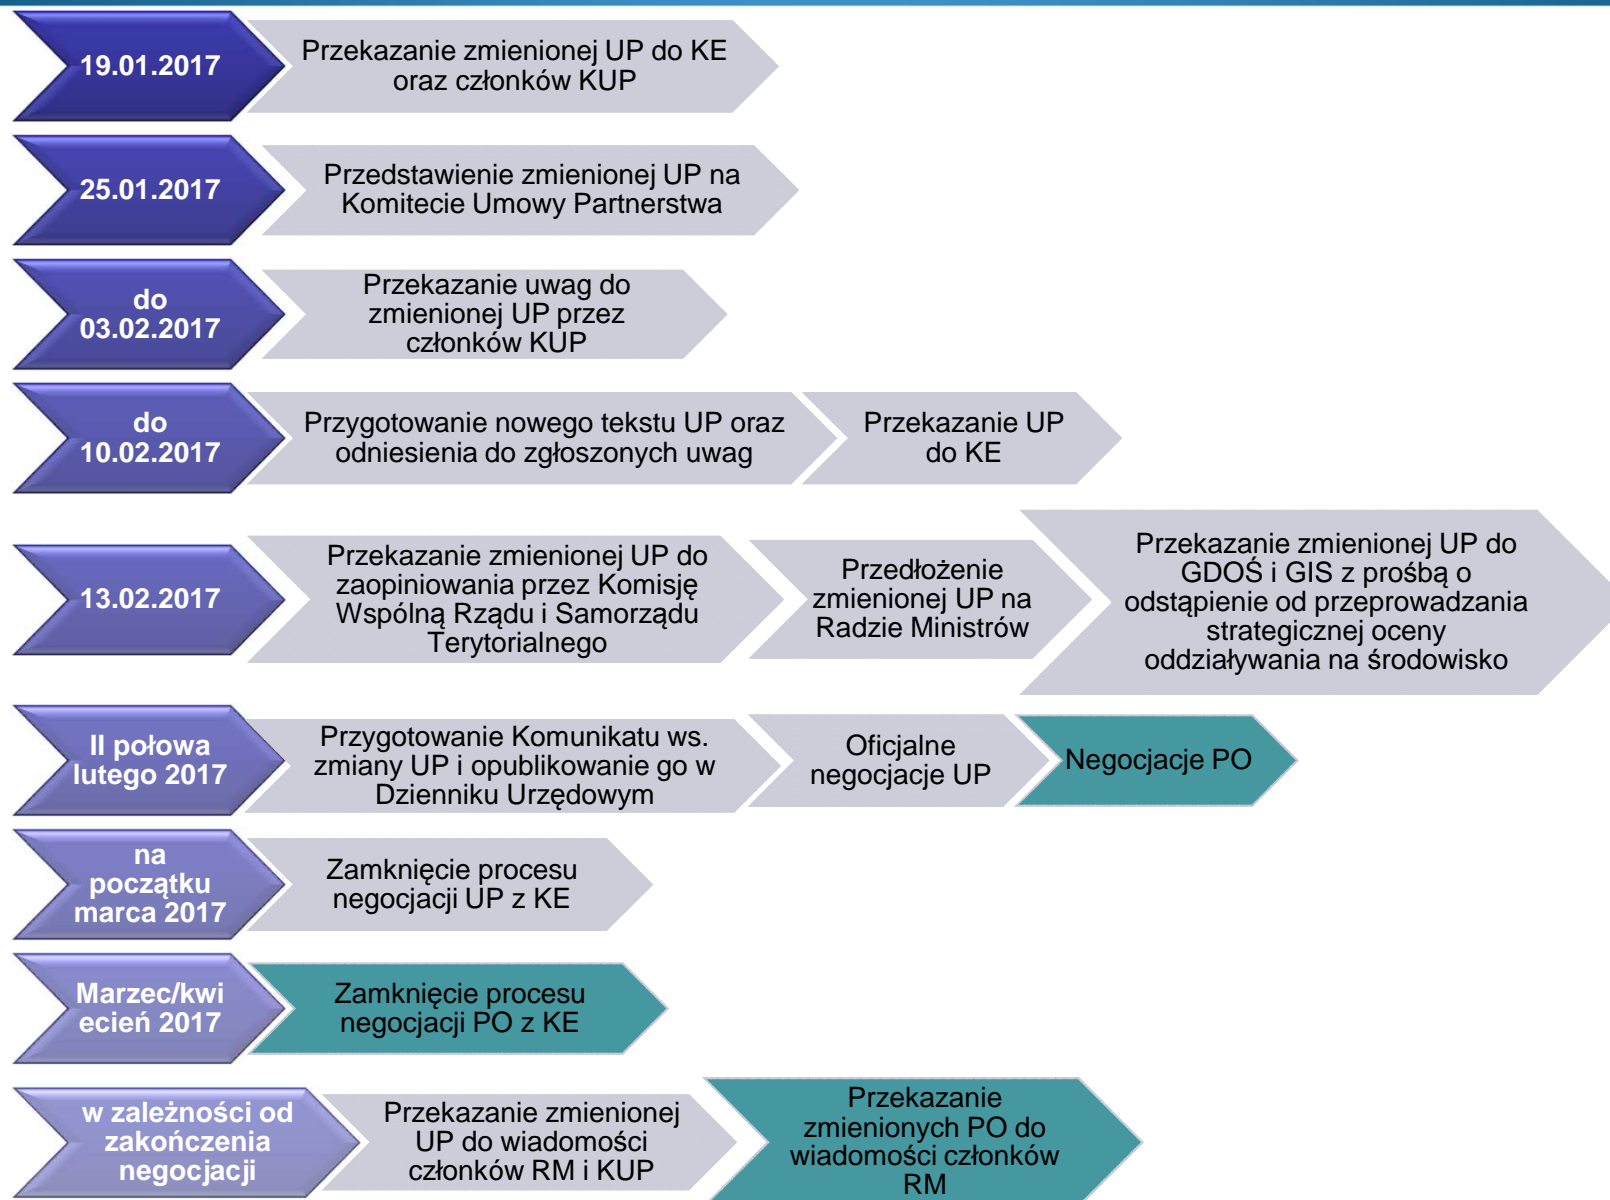 19.01.2017
Przekazanie zmienionej UP do KE
oraz członków KUP
25.01.2017
Przedstawienie zmienionej UP na
Komitecie Umowy Partnerstwa
do
03.02.2017
Przekazanie uwag do
zmienionej UP przez
członków KUP
do
10.02.2017
Przygotowanie nowego tekstu UP oraz
odniesienia do zgłoszonych uwag
Przekazanie UP
do KE
13.02.2017
Przekazanie zmienionej UP do
zaopiniowania przez Komisję
Wspólną Rządu i Samorządu
Terytorialnego
Przedłożenie
zmienionej UP na
Radzie Ministrów
Przekazanie zmienionej UP do
GDOŚ i GIS z prośbą o
odstąpienie od przeprowadzania
strategicznej oceny
oddziaływania na środowisko
II połowa
lutego 2017
Przygotowanie Komunikatu ws.
zmiany UP i opublikowanie go w
Dzienniku Urzędowym
Oficjalne
negocjacje UP
Negocjacje PO
na
początku
marca 2017
Zamknięcie procesu
negocjacji UP z KE
Marzec/kwi
ecień 2017
Zamknięcie procesu
negocjacji PO z KE
w zależności od
zakończenia
negocjacji
Przekazanie zmienionej
UP do wiadomości
członków RM i KUP
Przekazanie
zmienionych PO do
wiadomości członków
RM